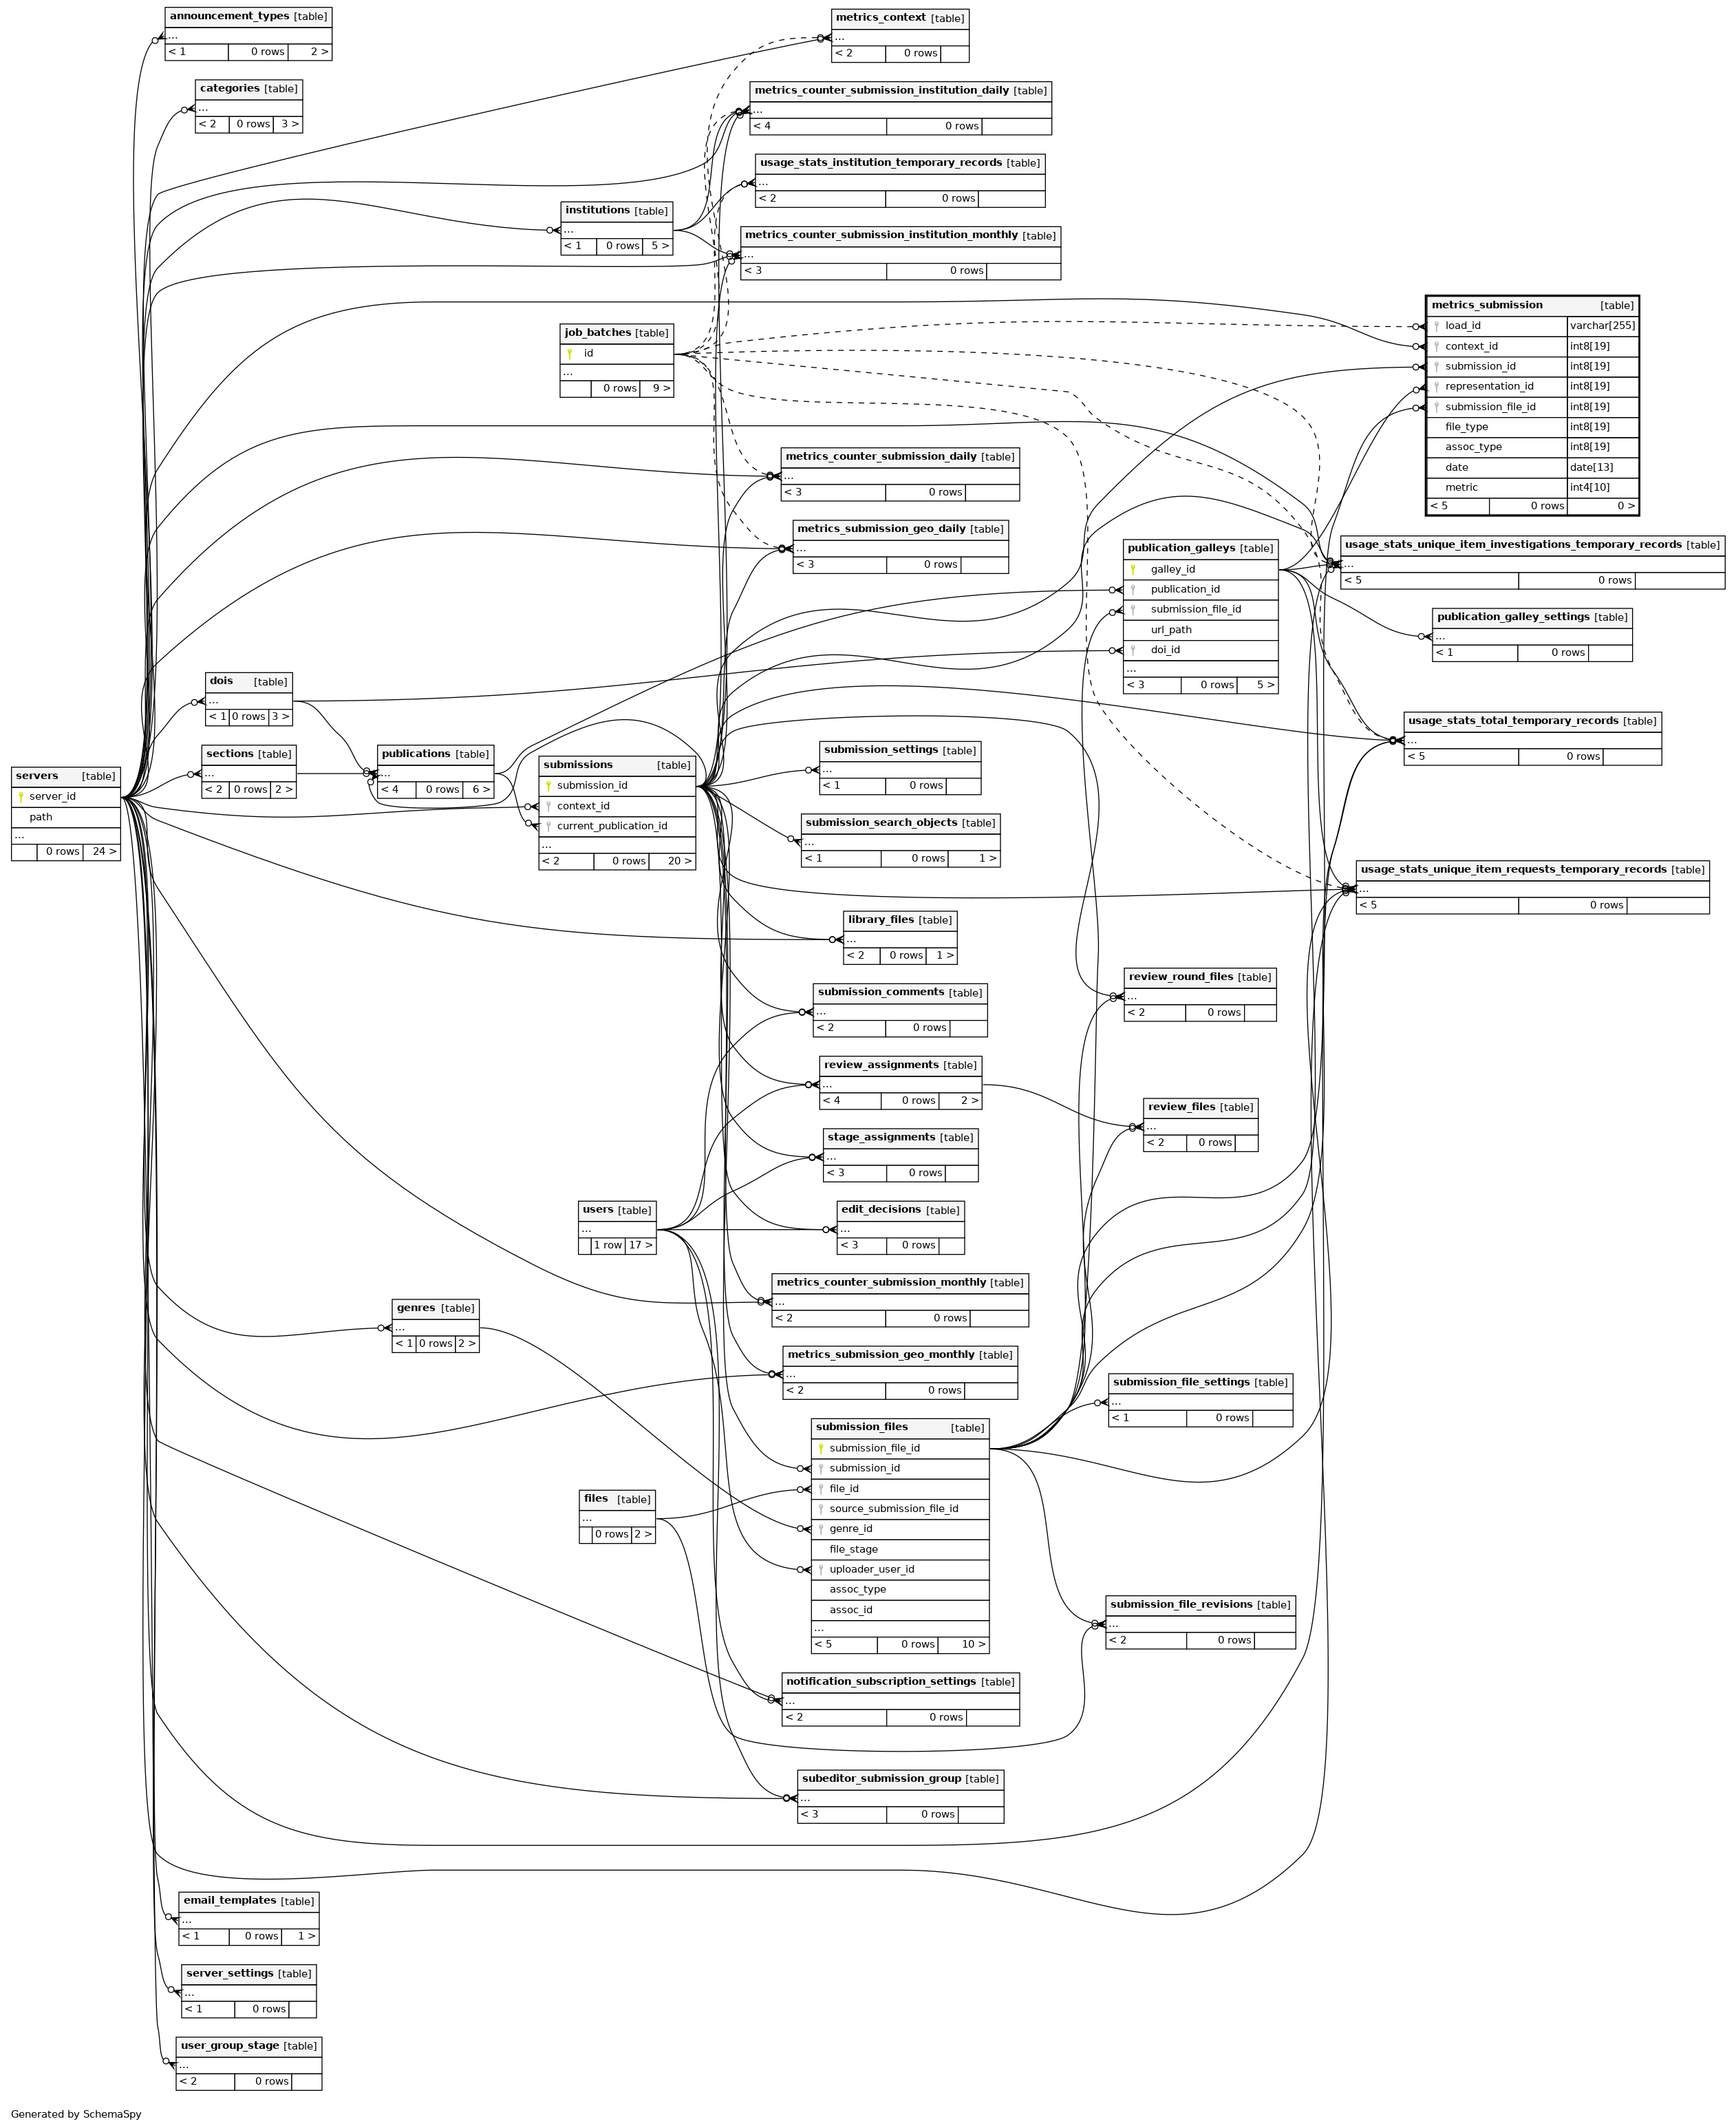 announcement_types [table]
...
< 1 0 rows 2 >
categories [table]
...
< 2 0 rows 3 >
metrics_context [table]
...
< 2 0 rows
metrics_counter_submission_institution_daily [table]
...
< 4 0 rows
usage_stats_institution_temporary_records [table]
...
< 2 0 rows
institutions [table]
...
< 1 0 rows 5 >
metrics_counter_submission_institution_monthly [table]
...
< 3 0 rows
metrics_submission [table]
load_id varchar[255]
context_id int8[19]
submission_id int8[19]
representation_id int8[19]
submission_file_id int8[19]
file_type int8[19]
assoc_type int8[19]
date date[13]
metric int4[10]
< 5 0 rows 0 >
job_batches [table]
id
...
0 rows 9 >
metrics_counter_submission_daily [table]
...
< 3 0 rows
metrics_submission_geo_daily [table]
...
< 3 0 rows
publication_galleys [table]
galley_id
publication_id
submission_file_id
url_path
doi_id
...
< 3 0 rows 5 >
usage_stats_unique_item_investigations_temporary_records [table]
...
< 5 0 rows
publication_galley_settings [table]
...
< 1 0 rows
dois [table]
...
< 1 0 rows 3 >
usage_stats_total_temporary_records [table]
...
< 5 0 rows
servers [table]
server_id
path
...
0 rows 24 >
sections [table]
...
< 2 0 rows 2 >
publications [table]
...
< 4 0 rows 6 >
submissions [table]
submission_id
context_id
current_publication_id
...
< 2 0 rows 20 >
submission_settings [table]
...
< 1 0 rows
submission_search_objects [table]
...
< 1 0 rows 1 >
usage_stats_unique_item_requests_temporary_records [table]
...
< 5 0 rows
library_files [table]
...
< 2 0 rows 1 >
submission_comments [table]
...
< 2 0 rows
review_round_files [table]
...
< 2 0 rows
review_assignments [table]
...
< 4 0 rows 2 >
review_files [table]
...
< 2 0 rows
stage_assignments [table]
...
< 3 0 rows
users [table]
...
1 row 17 >
edit_decisions [table]
...
< 3 0 rows
metrics_counter_submission_monthly [table]
...
< 2 0 rows
genres [table]
...
< 1 0 rows 2 >
metrics_submission_geo_monthly [table]
...
< 2 0 rows
submission_file_settings [table]
...
< 1 0 rows
submission_files [table]
submission_file_id
submission_id
file_id
source_submission_file_id
genre_id
file_stage
uploader_user_id
assoc_type
assoc_id
...
< 5 0 rows 10 >
files [table]
...
0 rows 2 >
submission_file_revisions [table]
...
< 2 0 rows
notification_subscription_settings [table]
...
< 2 0 rows
subeditor_submission_group [table]
...
< 3 0 rows
email_templates [table]
...
< 1 0 rows 1 >
server_settings [table]
...
< 1 0 rows
user_group_stage [table]
...
< 2 0 rows
Generated by SchemaSpy